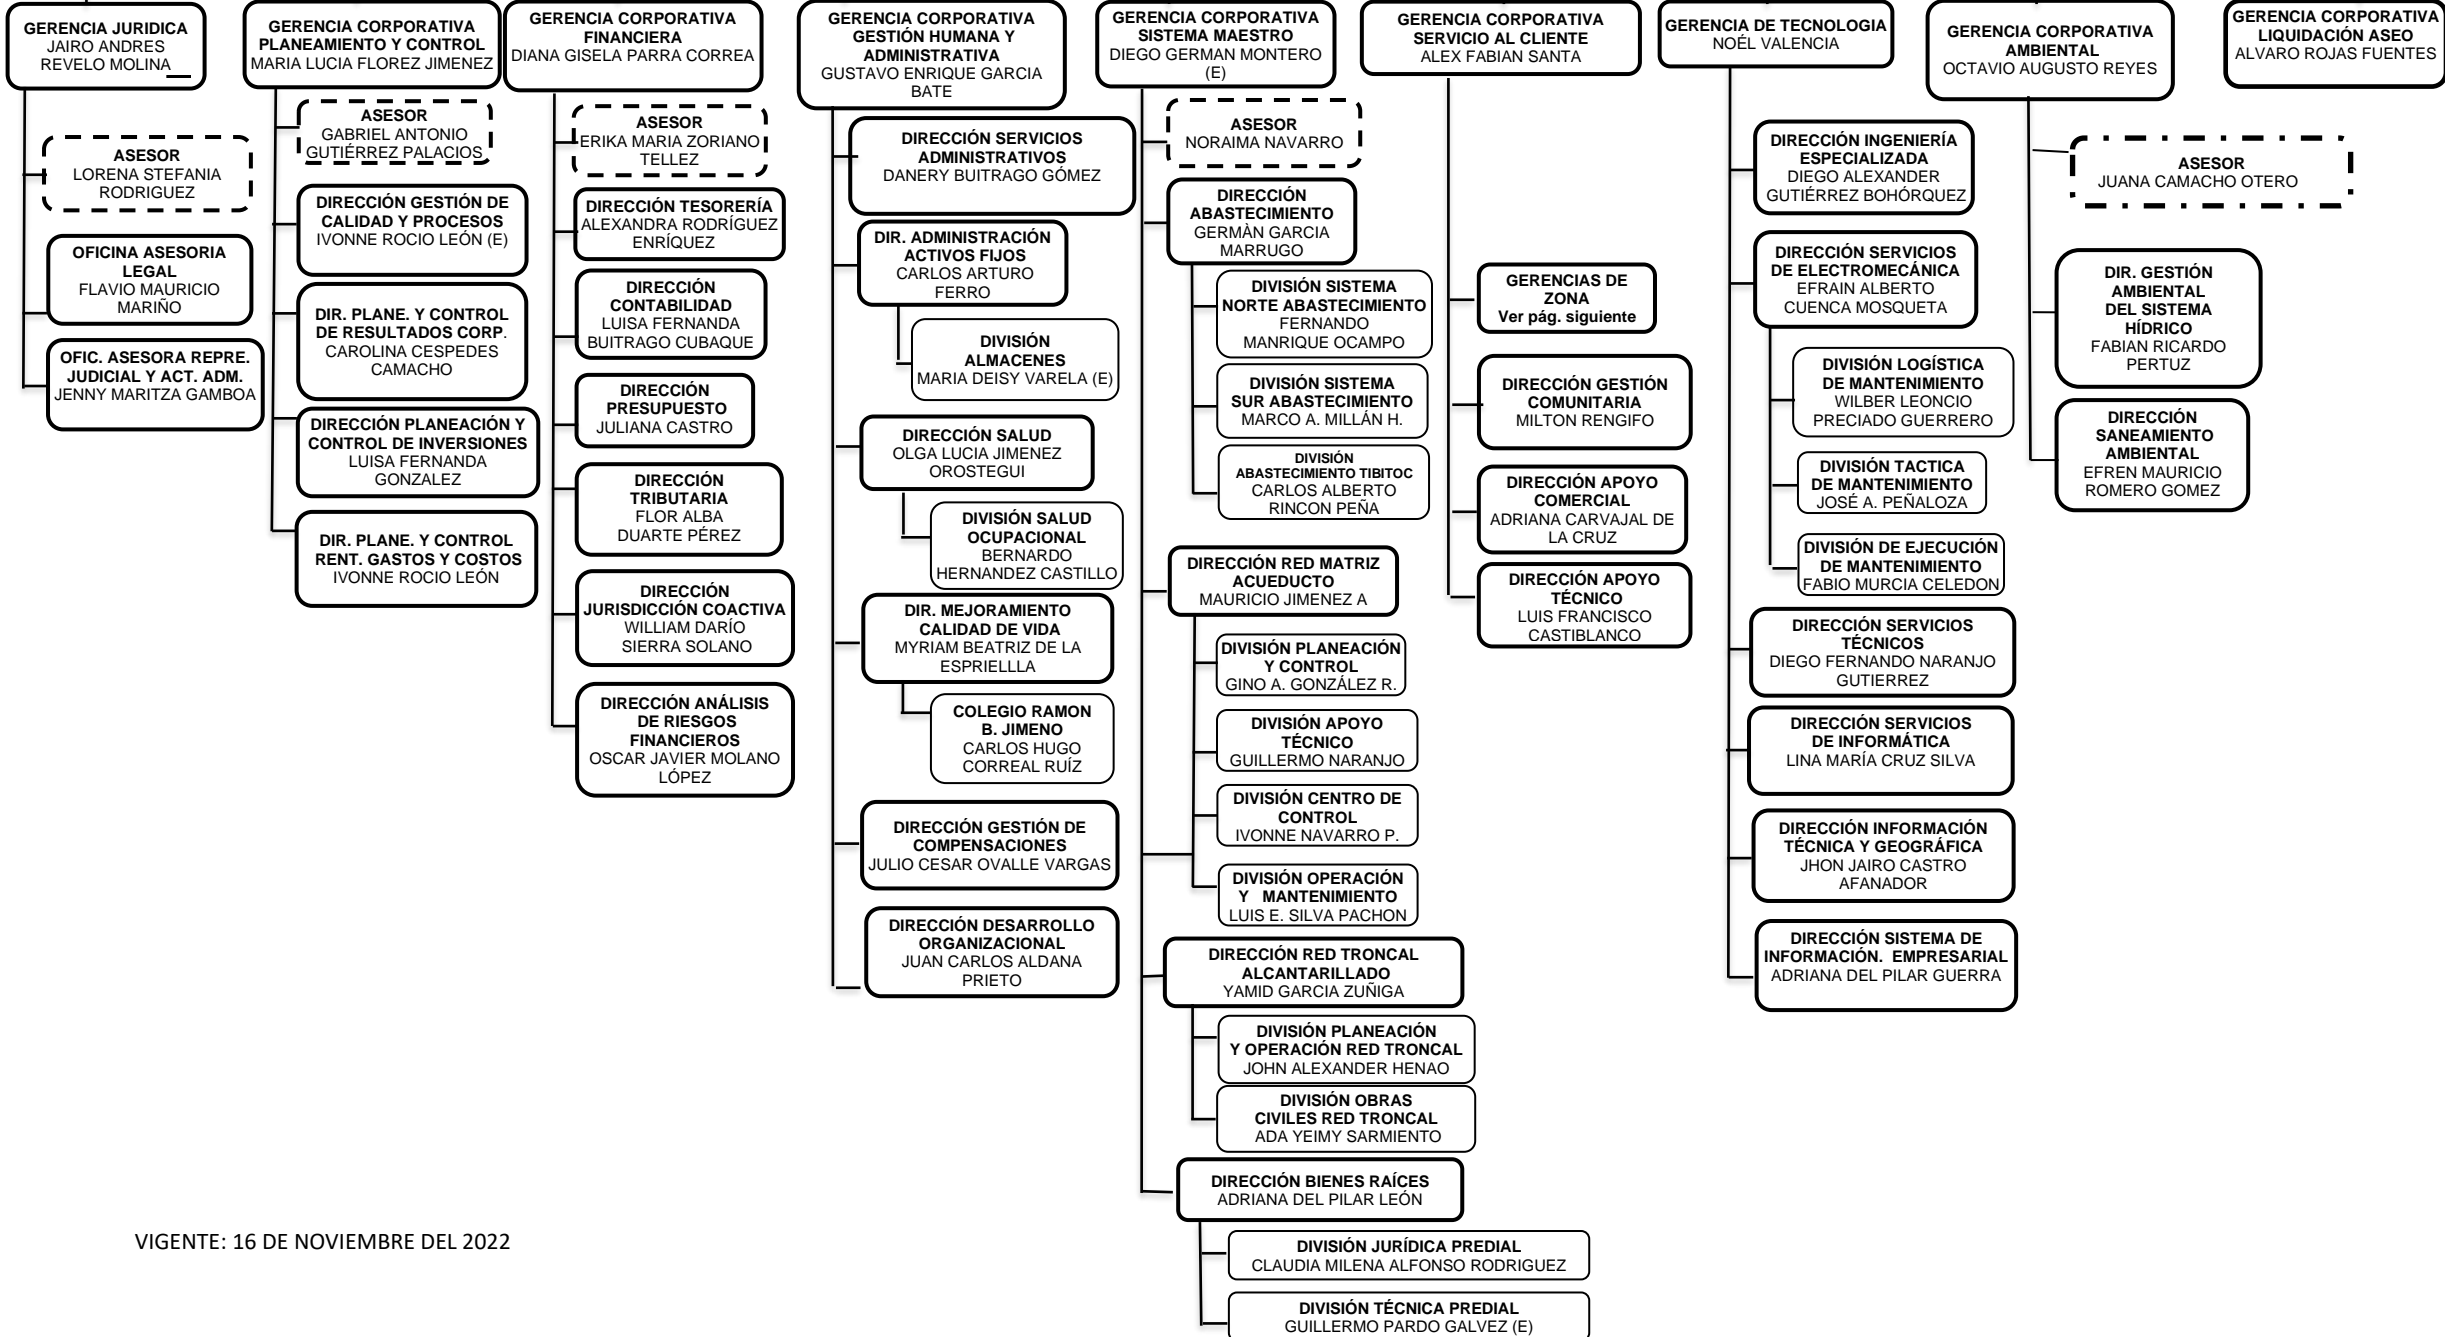 GERENCIA JURIDICA
JAIRO ANDRES
REVELO MOLINA
ASESOR
LORENA STEFANIA
RODRIGUEZ
OFICINA ASESORIA
LEGAL
FLAVIO MAURICIO
MARIÑO
OFIC. ASESORA REPRE.
JUDICIAL Y ACT. ADM.
JENNY MARITZA GAMBOA
GERENCIA CORPORATIVA
PLANEAMIENTO Y CONTROL
MARIA LUCIA FLOREZ JIMENEZ
ASESOR
GABRIEL ANTONIO
GUTIÉRREZ PALACIOS
DIRECCIÓN GESTIÓN DE
CALIDAD Y PROCESOS
IVONNE ROCIO LEÓN (E)
DIR. PLANE. Y CONTROL
DE RESULTADOS CORP.
CAROLINA CESPEDES
CAMACHO
DIRECCIÓN PLANEACIÓN Y
CONTROL DE INVERSIONES
LUISA FERNANDA
GONZALEZ
DIR. PLANE. Y CONTROL
RENT. GASTOS Y COSTOS
IVONNE ROCIO LEÓN
GERENCIA CORPORATIVA
FINANCIERA
DIANA GISELA PARRA CORREA
ASESOR
ERIKA MARIA ZORIANO
TELLEZ
DIRECCIÓN TESORERÍA
ALEXANDRA RODRÍGUEZ
ENRÍQUEZ
DIRECCIÓN
CONTABILIDAD
LUISA FERNANDA
BUITRAGO CUBAQUE
DIRECCIÓN
PRESUPUESTO
JULIANA CASTRO
DIRECCIÓN
TRIBUTARIA
FLOR ALBA
DUARTE PÉREZ
DIRECCIÓN
JURISDICCIÓN COACTIVA
WILLIAM DARÍO
SIERRA SOLANO
DIRECCIÓN ANÁLISIS
DE RIESGOS
FINANCIEROS
OSCAR JAVIER MOLANO
LÓPEZ
GERENCIA CORPORATIVA
GESTIÓN HUMANA Y
ADMINISTRATIVA
GUSTAVO ENRIQUE GARCIA
BATE
DIRECCIÓN SERVICIOS
ADMINISTRATIVOS
DANERY BUITRAGO GÓMEZ
DIR. ADMINISTRACIÓN
ACTIVOS FIJOS
CARLOS ARTURO
FERRO
DIVISIÓN
ALMACENES
MARIA DEISY VARELA (E)
DIRECCIÓN SALUD
OLGA LUCIA JIMENEZ
OROSTEGUI
DIVISIÓN SALUD
OCUPACIONAL
BERNARDO
HERNANDEZ CASTILLO
DIR. MEJORAMIENTO
CALIDAD DE VIDA
MYRIAM BEATRIZ DE LA
ESPRIELLLA
COLEGIO RAMON
B. JIMENO
CARLOS HUGO
CORREAL RUÍZ
DIRECCIÓN GESTIÓN DE
COMPENSACIONES
JULIO CESAR OVALLE VARGAS
DIRECCIÓN DESARROLLO
ORGANIZACIONAL
JUAN CARLOS ALDANA
PRIETO
GERENCIA CORPORATIVA
SISTEMA MAESTRO
DIEGO GERMAN MONTERO
(E)
ASESOR
NORAIMA NAVARRO
DIRECCIÓN
ABASTECIMIENTO
GERMÀN GARCIA
MARRUGO
DIVISIÓN SISTEMA
NORTE ABASTECIMIENTO
FERNANDO
MANRIQUE OCAMPO
DIVISIÓN SISTEMA
SUR ABASTECIMIENTO
MARCO A. MILLÁN H.
DIVISIÓN
ABASTECIMIENTO TIBITOC
CARLOS ALBERTO
RINCON PEÑA
DIRECCIÓN RED MATRIZ
ACUEDUCTO
MAURICIO JIMENEZ A
DIVISIÓN PLANEACIÓN
Y CONTROL
GINO A. GONZÁLEZ R.
DIVISIÓN APOYO
TÉCNICO
GUILLERMO NARANJO
DIVISIÓN CENTRO DE
CONTROL
IVONNE NAVARRO P.
DIVISIÓN OPERACIÓN
Y MANTENIMIENTO
LUIS E. SILVA PACHON
DIRECCIÓN RED TRONCAL
ALCANTARILLADO
YAMID GARCIA ZUÑIGA
DIVISIÓN PLANEACIÓN
Y OPERACIÓN RED TRONCAL
JOHN ALEXANDER HENAO
DIVISIÓN OBRAS
CIVILES RED TRONCAL
ADA YEIMY SARMIENTO
DIRECCIÓN BIENES RAÍCES
ADRIANA DEL PILAR LEÓN
DIVISIÓN JURÍDICA PREDIAL
CLAUDIA MILENA ALFONSO RODRIGUEZ
DIVISIÓN TÉCNICA PREDIAL
GUILLERMO PARDO GALVEZ (E)
GERENCIA CORPORATIVA
SERVICIO AL CLIENTE
ALEX FABIAN SANTA
GERENCIAS DE
ZONA
Ver pág. siguiente
DIRECCIÓN GESTIÓN
COMUNITARIA
MILTON RENGIFO
DIRECCIÓN APOYO
COMERCIAL
ADRIANA CARVAJAL DE
LA CRUZ
DIRECCIÓN APOYO
TÉCNICO
LUIS FRANCISCO
CASTIBLANCO
GERENCIA DE TECNOLOGIA
NOÉL VALENCIA
DIRECCIÓN INGENIERÍA
ESPECIALIZADA
DIEGO ALEXANDER
GUTIÉRREZ BOHÓRQUEZ
DIRECCIÓN SERVICIOS
DE ELECTROMECÁNICA
EFRAIN ALBERTO
CUENCA MOSQUETA
DIVISIÓN LOGÍSTICA
DE MANTENIMIENTO
WILBER LEONCIO
PRECIADO GUERRERO
DIVISIÓN TACTICA
DE MANTENIMIENTO
JOSÉ A. PEÑALOZA
DIVISIÓN DE EJECUCIÓN
DE MANTENIMIENTO
FABIO MURCIA CELEDON
DIRECCIÓN SERVICIOS
TÉCNICOS
DIEGO FERNANDO NARANJO
GUTIERREZ
DIRECCIÓN SERVICIOS
DE INFORMÁTICA
LINA MARÍA CRUZ SILVA
DIRECCIÓN INFORMACIÓN
TÉCNICA Y GEOGRÁFICA
JHON JAIRO CASTRO
AFANADOR
DIRECCIÓN SISTEMA DE
INFORMACIÓN. EMPRESARIAL
ADRIANA DEL PILAR GUERRA
GERENCIA CORPORATIVA
AMBIENTAL
OCTAVIO AUGUSTO REYES
ASESOR
JUANA CAMACHO OTERO
DIR. GESTIÓN
AMBIENTAL
DEL SISTEMA
HÍDRICO
FABIAN RICARDO
PERTUZ
DIRECCIÓN
SANEAMIENTO
AMBIENTAL
EFREN MAURICIO
ROMERO GOMEZ
GERENCIA CORPORATIVA
LIQUIDACIÓN ASEO
ALVARO ROJAS FUENTES
VIGENTE: 16 DE NOVIEMBRE DEL 2022